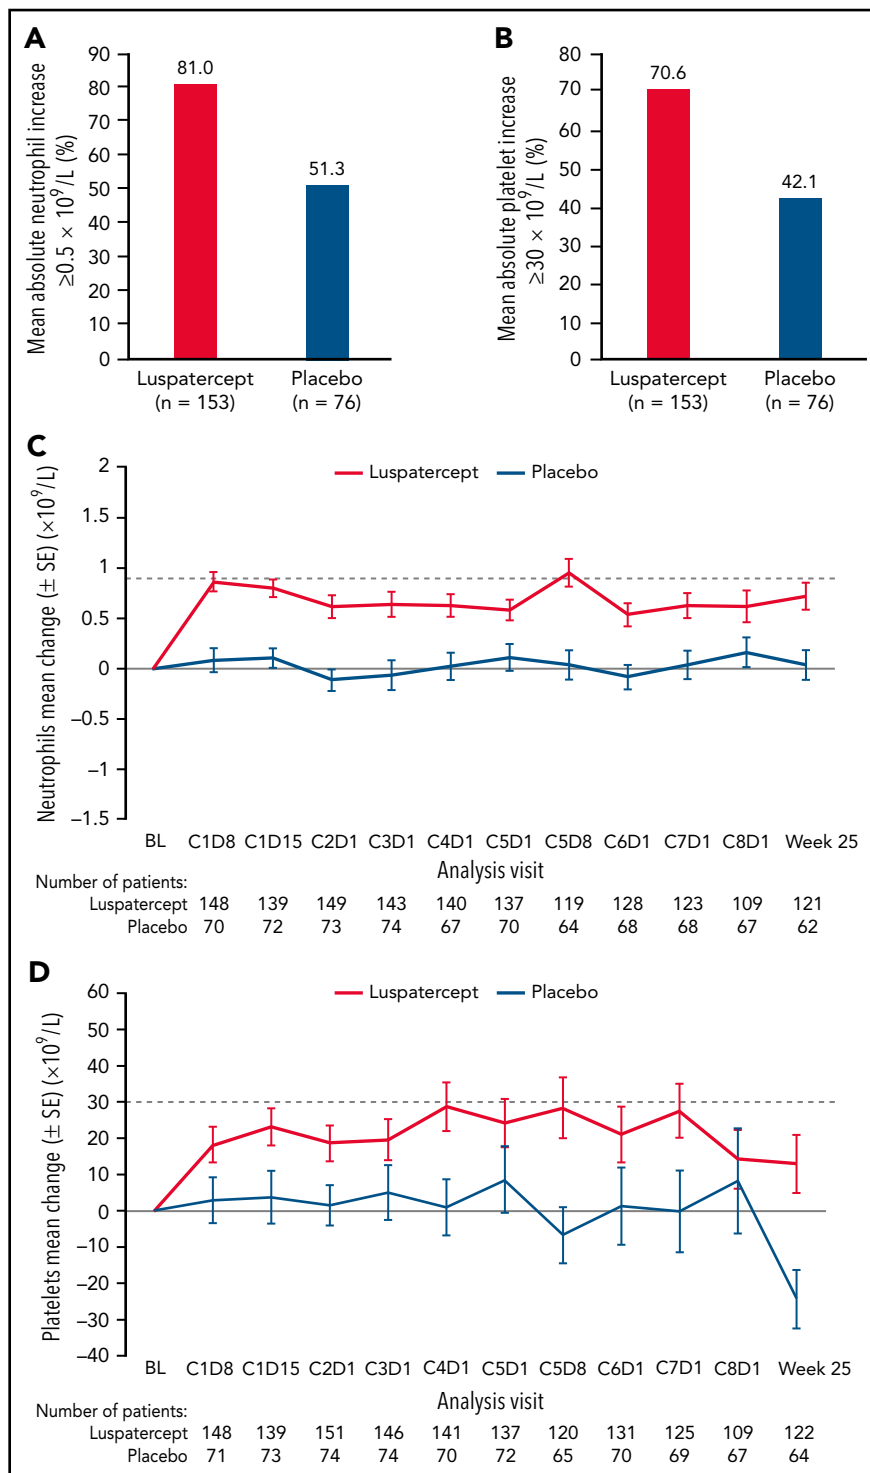 A
Mean absolute neutrophil increase
≥0.5 × 10⁹/L (%)
90
80
70
60
50
40
30
20
10
0
81.0
51.3
Luspatercept
(n = 153)
Placebo
(n = 76)
B
Mean absolute platelet increase
≥30 × 10⁹/L (%)
80
70
60
50
40
30
20
10
0
70.6
42.1
Luspatercept
(n = 153)
Placebo
(n = 76)
C
Neutrophils mean change (± SE) (×10⁹/L)
Luspatercept Placebo
2
1.5
1
0.5
0
−0.5
−1
−1.5
BL C1D8 C1D15 C2D1 C3D1 C4D1 C5D1 C5D8 C6D1 C7D1 C8D1 Week 25
Analysis visit
Number of patients:
Luspatercept 148 139 149 143 140 137 119 128 123 109 121
Placebo 70 72 73 74 67 70 64 68 68 67 62
D
Platelets mean change (± SE) (×10⁹/L)
Luspatercept Placebo
60
50
40
30
20
10
0
−10
−20
−30
−40
BL C1D8 C1D15 C2D1 C3D1 C4D1 C5D1 C5D8 C6D1 C7D1 C8D1 Week 25
Analysis visit
Number of patients:
Luspatercept 148 139 151 146 141 137 120 131 125 109 122
Placebo 71 73 74 74 70 72 65 70 69 67 64